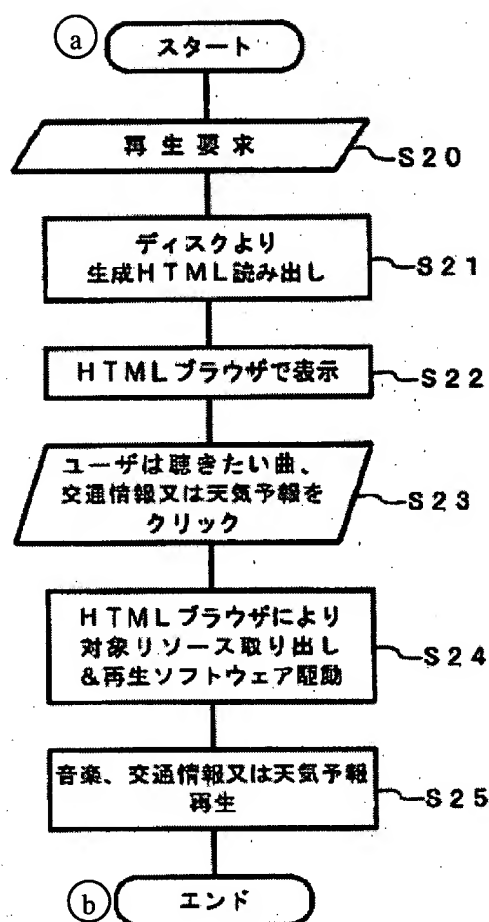 a
スタート
再生要求
S20
ディスクより
生成HTML読み出し
S21
HTMLブラウザで表示
S22
ユーザは聴きたい曲、
交通情報又は天気予報を
クリック
S23
HTMLブラウザにより
対象リソース取り出し
&再生ソフトウェア駆動
S24
音楽、交通情報又は天気予報
再生
S25
b
エンド